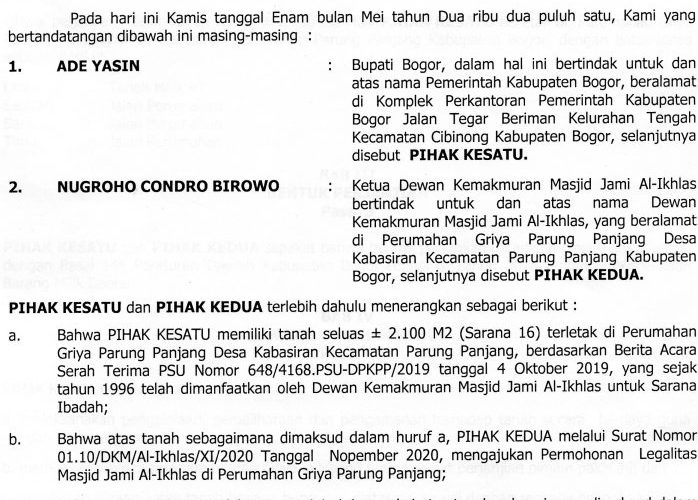 Pada hari ini Kamis tanggal Enam bulan Mei tahun Dua ribu dua puluh satu, Kami yang
bertandatangan dibawah ini masing-masing :
1. ADE YASIN : Bupati Bogor, dalam hal ini bertindak untuk dan
atas nama Pemerintah Kabupaten Bogor, beralamat
di Komplek Perkantoran Pemerintah Kabupaten
Bogor Jalan Tegar Beriman Kelurahan Tengah
Kecamatan Cibinong Kabupaten Bogor, selanjutnya
disebut PIHAK KESATU.
2. NUGROHO CONDRO BIROWO : Ketua Dewan Kemakmuran Masjid Jami Al-Ikhlas
bertindak untuk dan atas nama Dewan
Kemakmuran Masjid Jami Al-Ikhlas, yang beralamat
di Perumahan Griya Parung Panjang Desa
Kabasiran Kecamatan Parung Panjang Kabupaten
Bogor, selanjutnya disebut PIHAK KEDUA.
PIHAK KESATU dan PIHAK KEDUA terlebih dahulu menerangkan sebagai berikut :
a. Bahwa PIHAK KESATU memiliki tanah seluas ± 2.100 M2 (Sarana 16) terletak di Perumahan
Griya Parung Panjang Desa Kabasiran Kecamatan Parung Panjang, berdasarkan Berita Acara
Serah Terima PSU Nomor 648/4168.PSU-DPKPP/2019 tanggal 4 Oktober 2019, yang sejak
tahun 1996 telah dimanfaatkan oleh Dewan Kemakmuran Masjid Jami Al-Ikhlas untuk Sarana
Ibadah;
b. Bahwa atas tanah sebagaimana dimaksud dalam huruf a, PIHAK KEDUA melalui Surat Nomor
01.10/DKM/Al-Ikhlas/XI/2020 Tanggal Nopember 2020, mengajukan Permohonan Legalitas
Masjid Jami Al-Ikhlas di Perumahan Griya Parung Panjang;